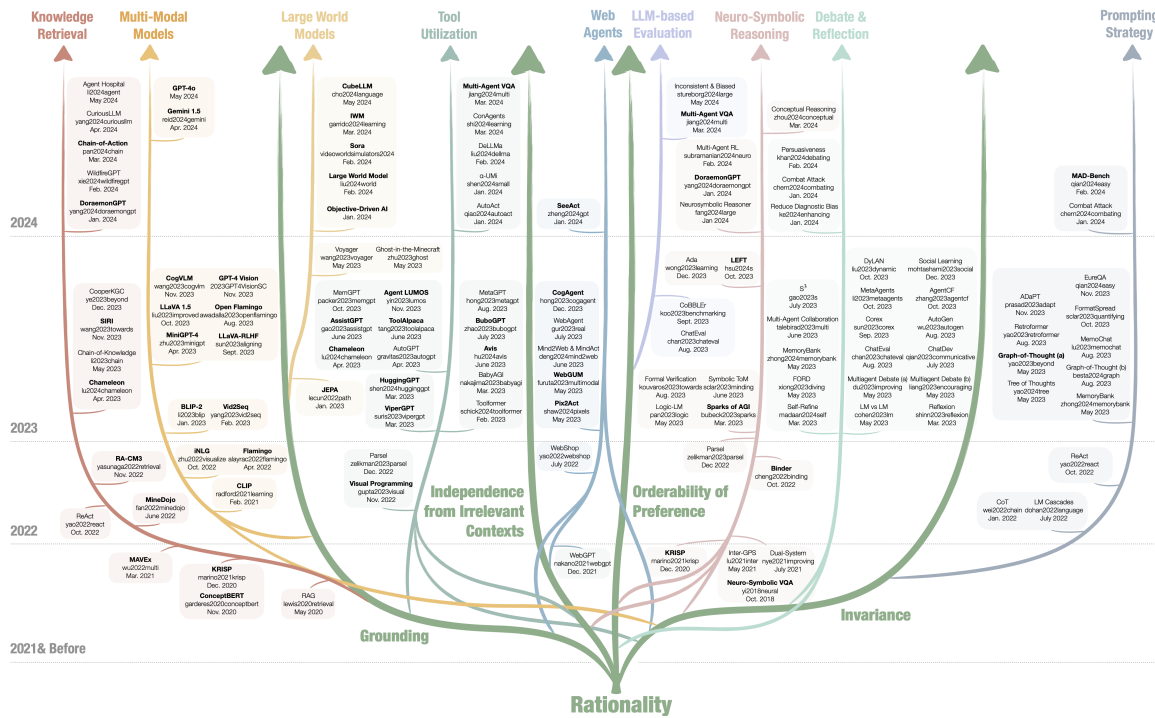 Knowledge
Retrieval
Multi-Modal
Models
Large World
Models
Tool
Utilization
Web
Agents
LLM-based
Evaluation
Neuro-Symbolic
Reasoning
Debate &
Reflection
Prompting
Strategy
Agent Hospital
li2024agent
May 2024
CuriousLLM
yang2024curiousllm
Apr. 2024
Chain-of-Action
pan2024chain
Mar. 2024
WildfireGPT
xie2024wildfiregpt
Feb. 2024
DoraemonGPT
yang2024doraemongpt
Jan. 2024
GPT-4o
May 2024
Gemini 1.5
reid2024gemini
Apr. 2024
CubeLLM
cho2024language
May 2024
IWM
garrido2024learning
Mar. 2024
Sora
videoworldsimulators2024
Feb. 2024
Large World Model
liu2024world
Feb. 2024
Objective-Driven AI
Jan. 2024
Multi-Agent VQA
jiang2024multi
Mar. 2024
ConAgents
shi2024learning
Mar. 2024
DeLLMa
liu2024dellma
Feb. 2024
α-UMi
shen2024small
Jan. 2024
AutoAct
qiao2024autoact
Jan. 2024
SeeAct
zheng2024gpt
Jan. 2024
Inconsistent & Biased
stureborg2024large
May 2024
Multi-Agent VQA
jiang2024multi
Mar. 2024
Multi-Agent RL
subramanian2024neuro
Feb. 2024
DoraemonGPT
yang2024doraemongpt
Jan. 2024
Neurosymbolic Reasoner
fang2024large
Jan. 2024
Conceptual Reasoning
zhou2024conceptual
Mar. 2024
Persuasiveness
khan2024debating
Feb. 2024
Combat Attack
chern2024combating
Jan. 2024
Reduce Diagnostic Bias
ke2024enhancing
Jan. 2024
MAD-Bench
qian2024easy
Feb. 2024
Combat Attack
chern2024combating
Jan. 2024
2024
CooperKGC
ye2023beyond
Dec. 2023
SIRI
wang2023towards
Nov. 2023
Chain-of-Knowledge
li2023chain
May 2023
Chameleon
lu2024chameleon
Apr. 2023
CogVLM
wang2023cogvlm
Nov. 2023
GPT-4 Vision
2023GPT4VisionSC
Nov. 2023
LLaVA 1.5
liu2023improved
Oct. 2023
Open Flamingo
awadalla2023openflamingo
Aug. 2023
MiniGPT-4
zhu2023minigpt
Apr. 2023
LLaVA-RLHF
sun2023aligning
Sept. 2023
BLIP-2
li2023blip
Jan. 2023
Vid2Seq
yang2023vid2seq
Feb. 2023
Voyager
wang2023voyager
May 2023
Ghost-in-the-Minecraft
zhu2023ghost
May 2023
JEPA
lecun2022path
Jan. 2023
MemGPT
packer2023memgpt
Oct. 2023
Agent LUMOS
yin2023lumos
Nov. 2023
AssistGPT
gao2023assistgpt
June 2023
ToolAlpaca
tang2023toolalpaca
June 2023
Chameleon
lu2024chameleon
Apr. 2023
AutoGPT
gravitas2023autogpt
Apr. 2023
HuggingGPT
shen2024hugginggpt
Mar. 2023
ViperGPT
suris2023vipergpt
Mar. 2023
MetaGPT
hong2023metagpt
Aug. 2023
BuboGPT
zhao2023bubogpt
July 2023
Avis
hu2024avis
June 2023
BabyAGI
nakajima2023babyagi
Mar. 2023
Toolformer
schick2024toolformer
Feb. 2023
CogAgent
hong2023cogagent
Dec. 2023
WebAgent
gur2023real
July 2023
Mind2Web & MindAct
deng2024mind2web
June 2023
WebGUM
furuta2023multimodal
May 2023
Pix2Act
shaw2024pixels
May 2023
CoBBLEr
koo2023benchmarking
Sept. 2023
ChatEval
chan2023chateval
Aug. 2023
Ada
wong2023learning
Dec. 2023
LEFT
hsu2024s
Oct. 2023
Formal Verification
kouvaros2023towards
Aug. 2023
Symbolic ToM
sclar2023minding
June 2023
Logic-LM
pan2023logic
May 2023
Sparks of AGI
bubeck2023sparks
Mar. 2023
S³
gao2023s
July 2023
Multi-Agent Collaboration
talebirad2023multi
June 2023
MemoryBank
zhong2024memorybank
May 2023
FORD
xiong2023diving
May 2023
Self-Refine
madaan2024self
Mar. 2023
DyLAN
liu2023dynamic
Oct. 2023
Social Learning
mohtashami2023social
Dec. 2023
MetaAgents
li2023metaagents
Oct. 2023
AgentCF
zhang2023agentcf
Oct. 2023
Corex
sun2023corex
Sep. 2023
AutoGen
wu2023autogen
Aug. 2023
ChatEval
chan2023chateval
Aug. 2023
ChatDev
qian2023communicative
July 2023
Multiagent Debate (a)
du2023improving
May 2023
Multiagent Debate (b)
liang2023encouraging
May 2023
LM vs LM
cohen2023lm
May 2023
Reflexion
shinn2023reflexion
Mar. 2023
ADaPT
prasad2023adapt
Nov. 2023
Retroformer
yao2023retroformer
Aug. 2023
Graph-of-Thought (a)
yao2023beyond
May 2023
Tree of Thoughts
yao2024tree
May 2023
EureQA
qian2024easy
Nov. 2023
FormatSpread
sclar2023quantifying
Oct. 2023
MemoChat
lu2023memochat
Aug. 2023
Graph-of-Thought (b)
besta2024graph
Aug. 2023
MemoryBank
zhong2024memorybank
May 2023
2023
RA-CM3
yasunaga2022retrieval
Nov. 2022
MineDojo
fan2022minedojo
June 2022
ReAct
yao2022react
Oct. 2022
iNLG
zhu2022visualize
Oct. 2022
Flamingo
alayrac2022flamingo
Apr. 2022
CLIP
radford2021learning
Feb. 2021
Parsel
zelikman2023parsel
Dec. 2022
Visual Programming
gupta2023visual
Nov. 2022
Independence
from Irrelevant
Contexts
WebShop
yao2022webshop
July 2022
Orderability of
Preference
Parsel
zelikman2023parsel
Dec 2022
Binder
cheng2022binding
Oct. 2022
ReAct
yao2022react
Oct. 2022
CoT
wei2022chain
Jan. 2022
LM Cascades
dohan2022language
July 2022
2022
MAVEx
wu2022multi
Mar. 2021
KRISP
marino2021krisp
Dec. 2020
ConceptBERT
garderes2020conceptbert
Nov. 2020
RAG
lewis2020retrieval
May 2020
WebGPT
nakano2021webgpt
Dec. 2021
KRISP
marino2021krisp
Dec. 2020
Inter-GPS
lu2021inter
May 2021
Dual-System
nye2021improving
July 2021
Neuro-Symbolic VQA
yi2018neural
Oct. 2018
Grounding
Invariance
2021& Before
Rationality